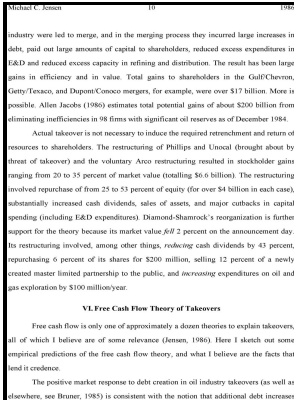 Michael C. Jensen 10 1986
industry were led to merge, and in the merging process they incurred large increases in
debt, paid out large amounts of capital to shareholders, reduced excess expenditures in
E&D and reduced excess capacity in refining and distribution. The result has been large
gains in efficiency and in value. Total gains to shareholders in the Gulf/Chevron,
Getty/Texaco, and Dupont/Conoco mergers, for example, were over $17 billion. More is
possible. Allen Jacobs (1986) estimates total potential gains of about $200 billion from
eliminating inefficiencies in 98 firms with significant oil reserves as of December 1984.
Actual takeover is not necessary to induce the required retrenchment and return of
resources to shareholders. The restructuring of Phillips and Unocal (brought about by
threat of takeover) and the voluntary Arco restructuring resulted in stockholder gains
ranging from 20 to 35 percent of market value (totalling $6.6 billion). The restructuring
involved repurchase of from 25 to 53 percent of equity (for over $4 billion in each case),
substantially increased cash dividends, sales of assets, and major cutbacks in capital
spending (including E&D expenditures). Diamond-Shamrock's reorganization is further
support for the theory because its market value fell 2 percent on the announcement day.
Its restructuring involved, among other things, reducing cash dividends by 43 percent,
repurchasing 6 percent of its shares for $200 million, selling 12 percent of a newly
created master limited partnership to the public, and increasing expenditures on oil and
gas exploration by $100 million/year.
VI. Free Cash Flow Theory of Takeovers
Free cash flow is only one of approximately a dozen theories to explain takeovers,
all of which I believe are of some relevance (Jensen, 1986). Here I sketch out some
empirical predictions of the free cash flow theory, and what I believe are the facts that
lend it credence.
The positive market response to debt creation in oil industry takeovers (as well as
elsewhere, see Bruner, 1985) is consistent with the notion that additional debt increases